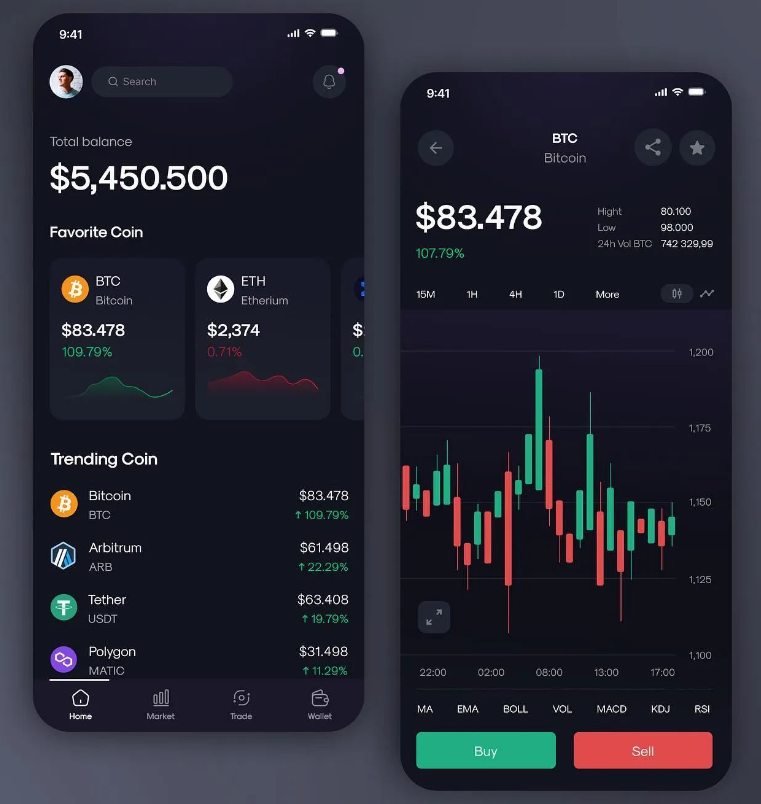 9:41
Search
Total balance
$5,450.500
Favorite Coin
BTC
Bitcoin
$83.478
109.79%
ETH
Etherium
$2,374
0.71%
$
0.
Trending Coin
Bitcoin
$83.478
BTC
↑ 109.79%
Arbitrum
$61.498
ARB
↑ 22.29%
Tether
$63.408
USDT
↑ 19.79%
Polygon
$31.498
MATIC
↑ 11.29%
Home
Market
Trade
Wallet
9:41
BTC
Bitcoin
$83.478
107.79%
Hight 80.100
Low 98.000
24h Vol BTC 742 329,99
15M 1H 4H 1D More
1,200
1,175
1,150
1,125
1,100
22:00 02:00 08:00 13:00 17:00
MA EMA BOLL VOL MACD KDJ RSI
Buy
Sell